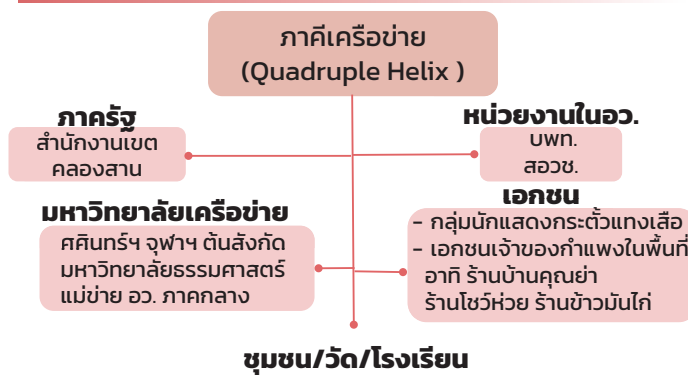 ภาคีเครือข่าย
(Quadruple Helix )
ภาครัฐ
สำนักงานเขต
คลองสาน
หน่วยงานในอว.
บพท.
สอวช.
มหาวิทยาลัยเครือข่าย
ศศินทร์ฯ จุฬาฯ ต้นสังกัด
มหาวิทยาลัยธรรมศาสตร์
แม่ข่าย อว. ภาคกลาง
เอกชน
- กลุ่มนักแสดงกระตั้วแทงเสือ
- เอกชนเจ้าของกำแพงในพื้นที่
อาทิ ร้านบ้านคุณย่า
ร้านโชว์ห่วย ร้านข้าวมันไก่
ชุมชน/วัด/โรงเรียน